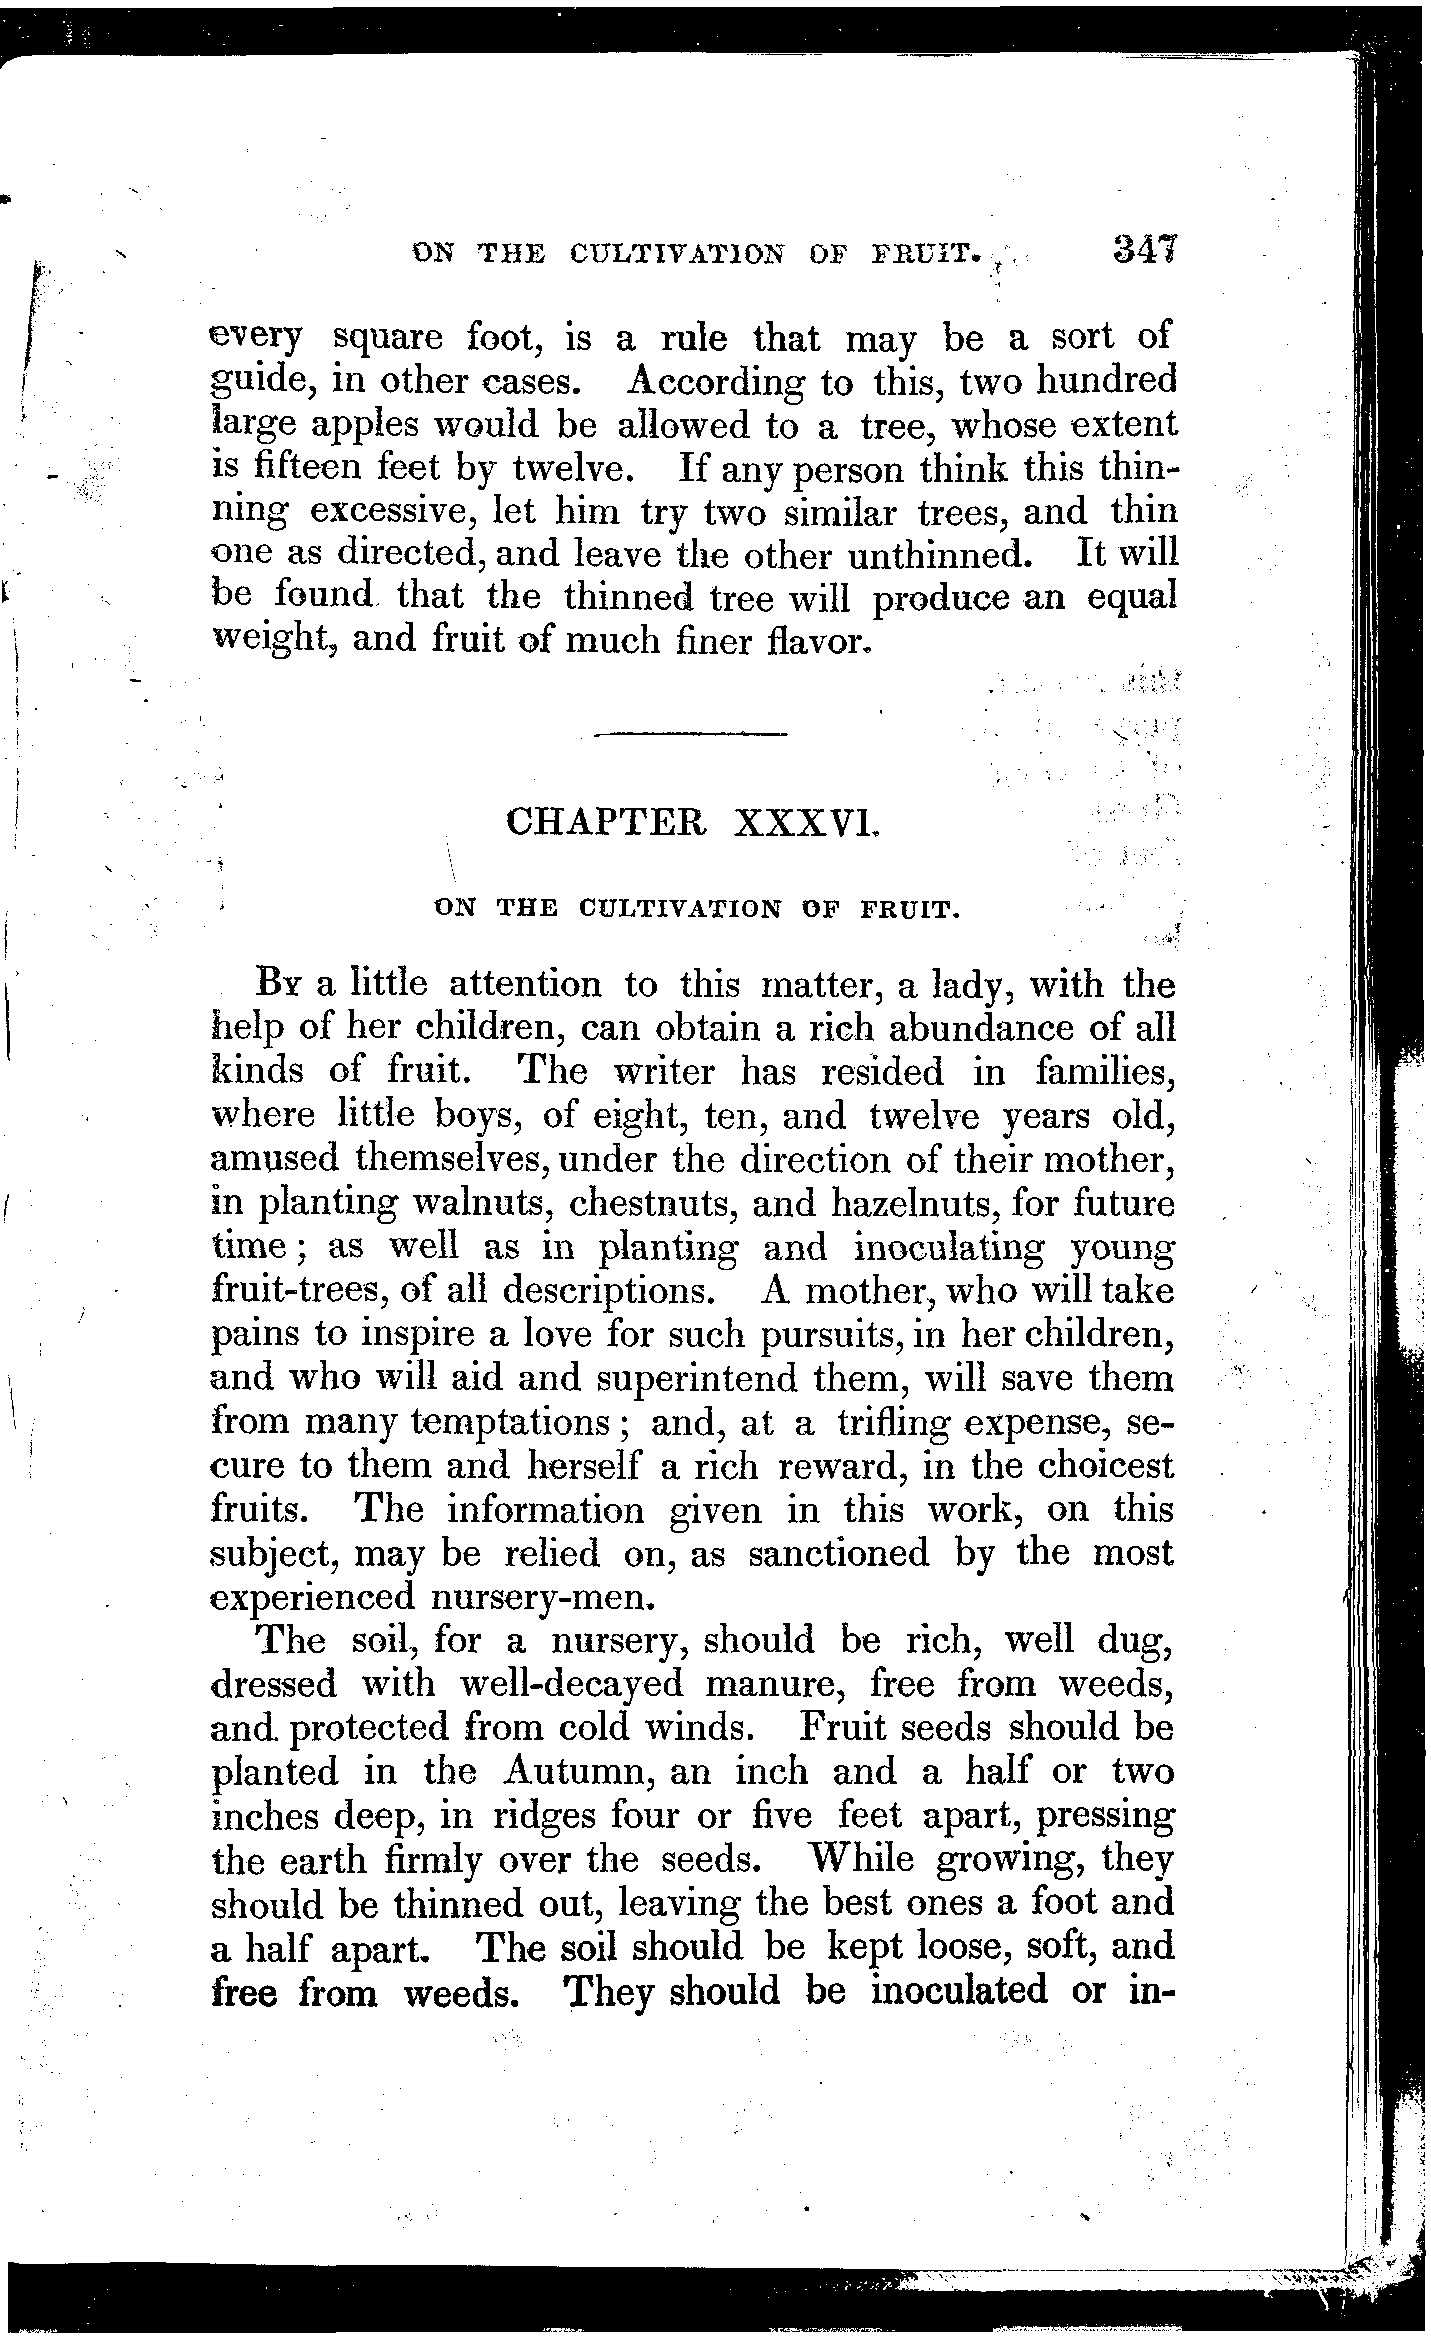 ON THE CULTIVATION OF FRUIT. 347
every square foot, is a rule that may be a sort of
guide, in other cases. According to this, two hundred
large apples would be allowed to a tree, whose extent
is fifteen feet by twelve. If any person think this thin-
ning excessive, let him try two similar trees, and thin
one as directed, and leave the other unthinned. It will
be found that the thinned tree will produce an equal
weight, and fruit of much finer flavor.
CHAPTER XXXVI.
ON THE CULTIVATION OF FRUIT.
By a little attention to this matter, a lady, with the
help of her children, can obtain a rich abundance of all
kinds of fruit. The writer has resided in families,
where little boys, of eight, ten, and twelve years old,
amused themselves, under the direction of their mother,
in planting walnuts, chestnuts, and hazelnuts, for future
time; as well as in planting and inoculating young
fruit-trees, of all descriptions. A mother, who will take
pains to inspire a love for such pursuits, in her children,
and who will aid and superintend them, will save them
from many temptations; and, at a trifling expense, se-
cure to them and herself a rich reward, in the choicest
fruits. The information given in this work, on this
subject, may be relied on, as sanctioned by the most
experienced nursery-men.
The soil, for a nursery, should be rich, well dug,
dressed with well-decayed manure, free from weeds,
and protected from cold winds. Fruit seeds should be
planted in the Autumn, an inch and a half or two
inches deep, in ridges four or five feet apart, pressing
the earth firmly over the seeds. While growing, they
should be thinned out, leaving the best ones a foot and
a half apart. The soil should be kept loose, soft, and
free from weeds. They should be inoculated or in-